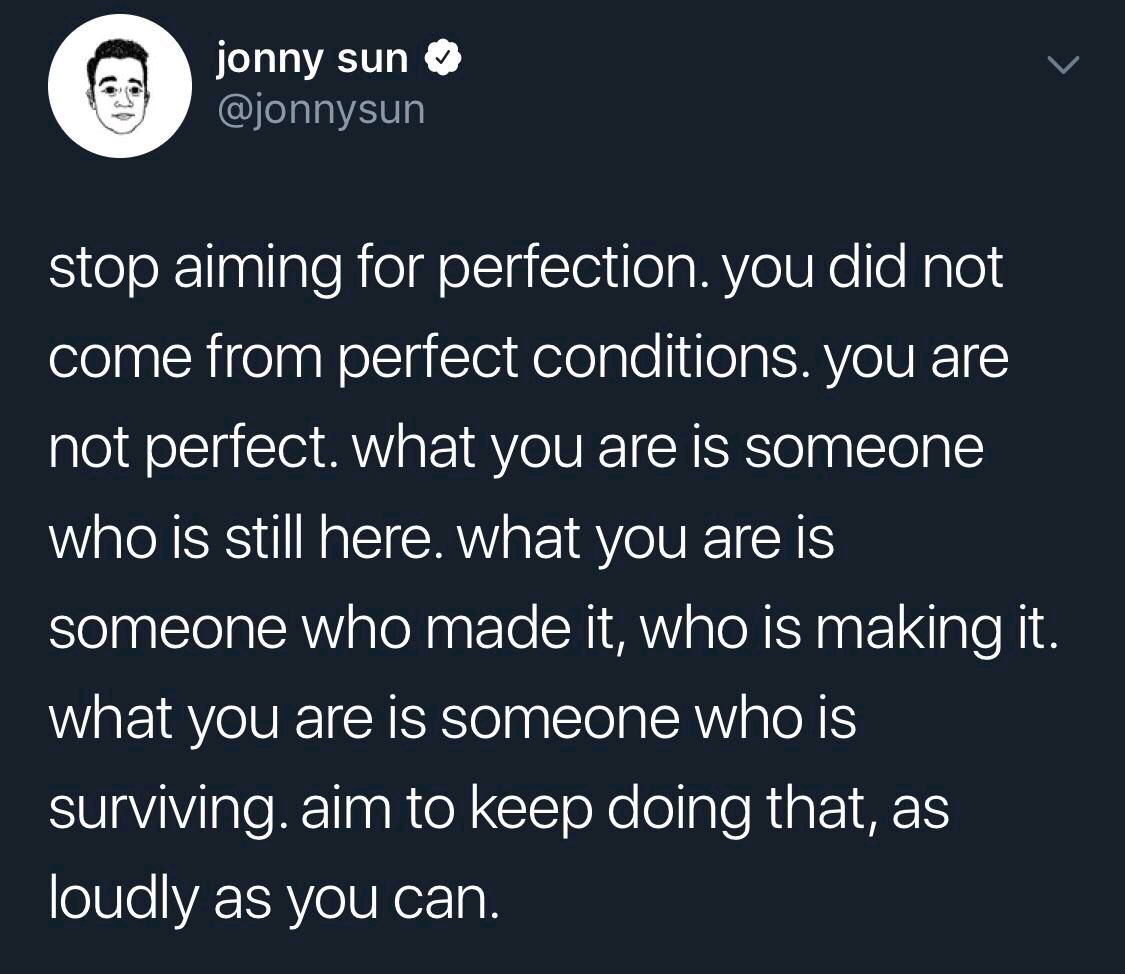 jonny sun
@jonnysun
stop aiming for perfection. you did not
come from perfect conditions. you are
not perfect. what you are is someone
who is still here. what you are is
someone who made it, who is making it.
what you are is someone who is
surviving. aim to keep doing that, as
loudly as you can.